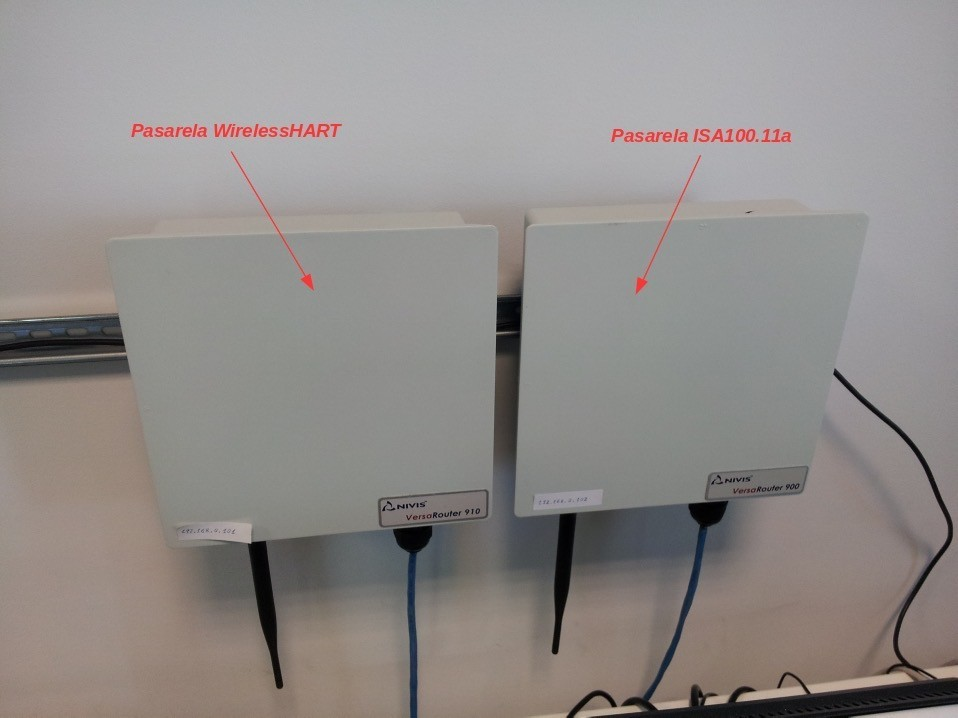 Pasarela WirelessHART
Pasarela ISA100.11a
NIVIS
VersaRouter 910
NIVIS
VersaRouter 900